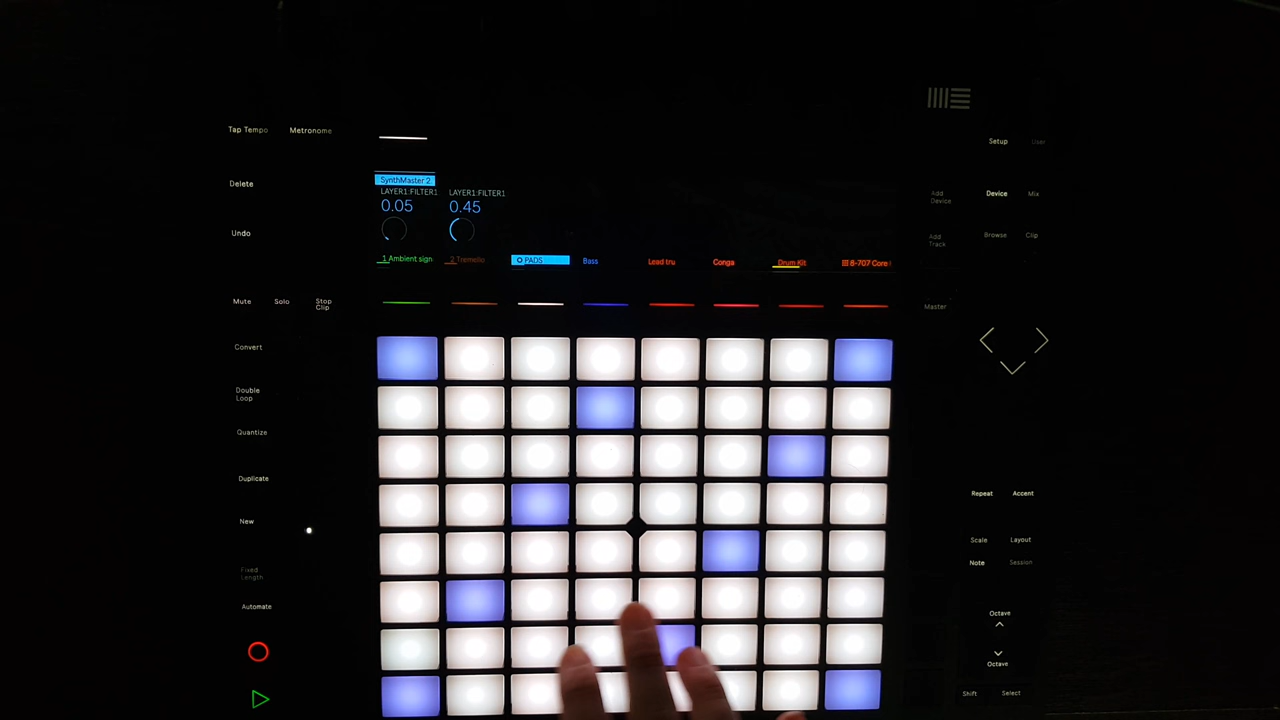 Tap Tempo
Metronome
Setup
User
Delete
SynthMaster 2
LAYER1:FILTER1
LAYER1:FILTER1
0.05
0.45
Add
Device
Device
Mix
Undo
Add
Track
Browse
Clip
1 Ambient sign
2 Tremello
PADS
Bass
Lead tru
Conga
Drum Kit
8-707 Core
Mute
Solo
Stop
Clip
Master
Convert
Double
Loop
Quantize
Duplicate
New
Repeat
Accent
Scale
Layout
Note
Session
Fixed
Length
Automate
Octave
Octave
Shift
Select